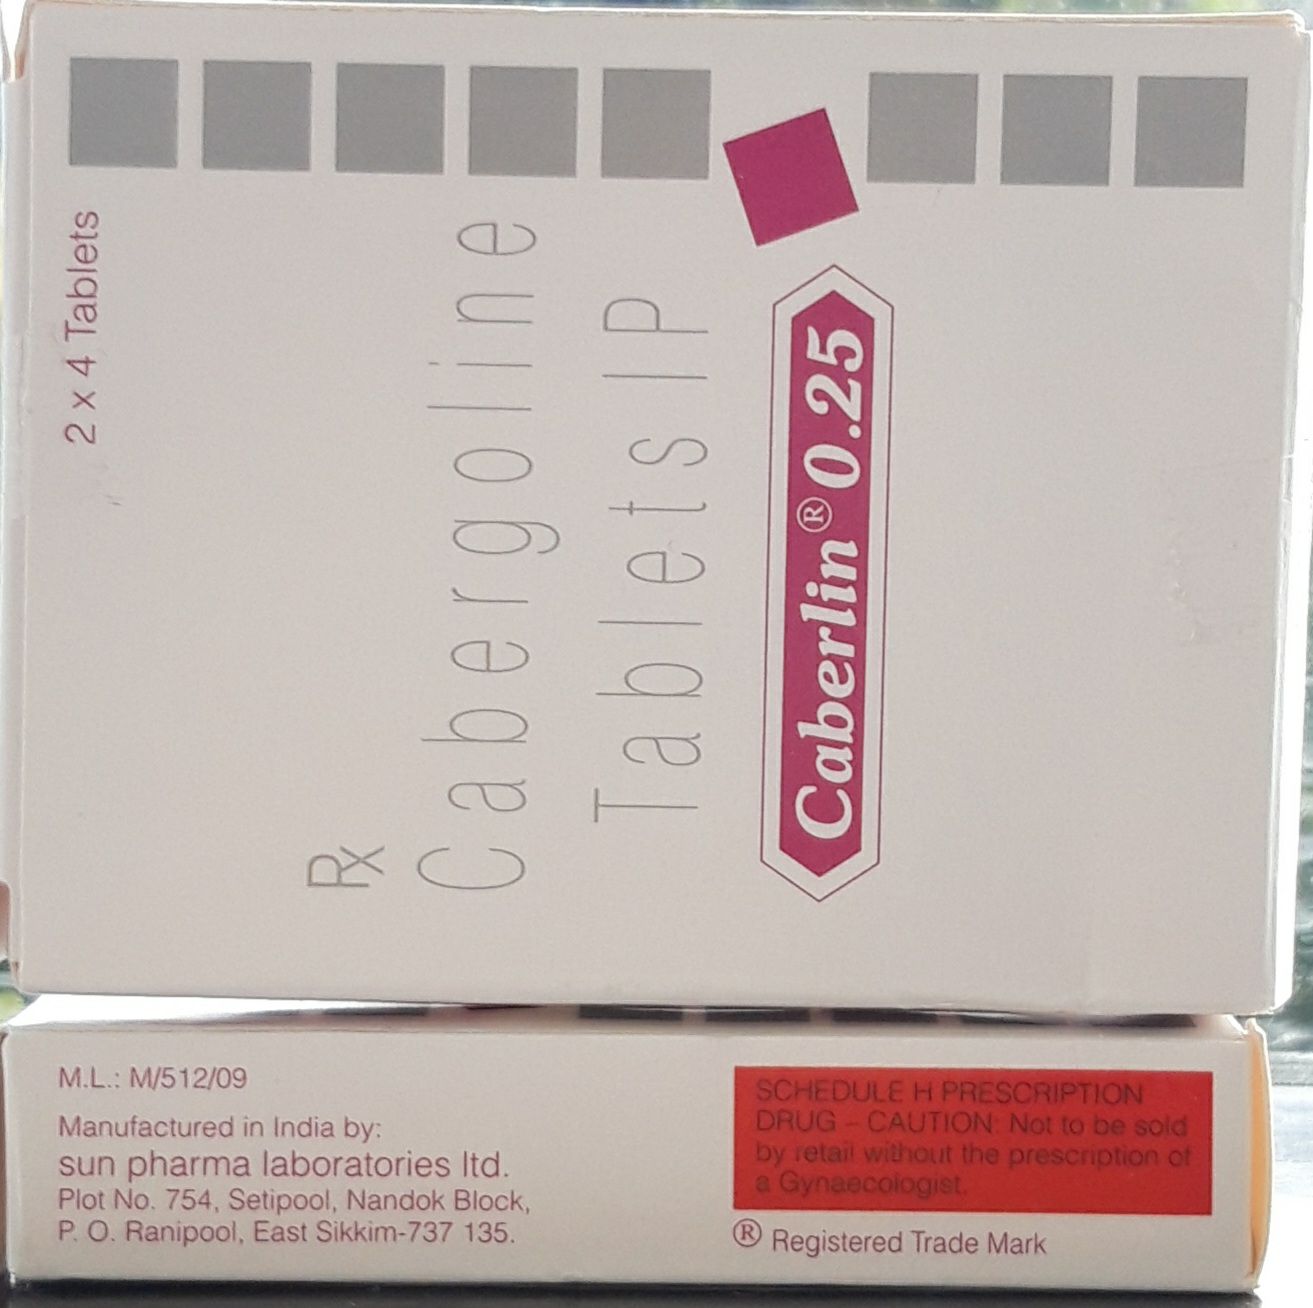 2 x 4 Tablets
Rx
Cabergoline
Tablets IP
Caberlin® 0.25
M.L.: M/512/09
Manufactured in India by:
sun pharma laboratories ltd.
Plot No. 754, Setipool, Nandok Block,
P. O. Ranipool, East Sikkim-737 135.
SCHEDULE H PRESCRIPTION
DRUG – CAUTION: Not to be sold
by retail without the prescription of
a Gynaecologist.
® Registered Trade Mark